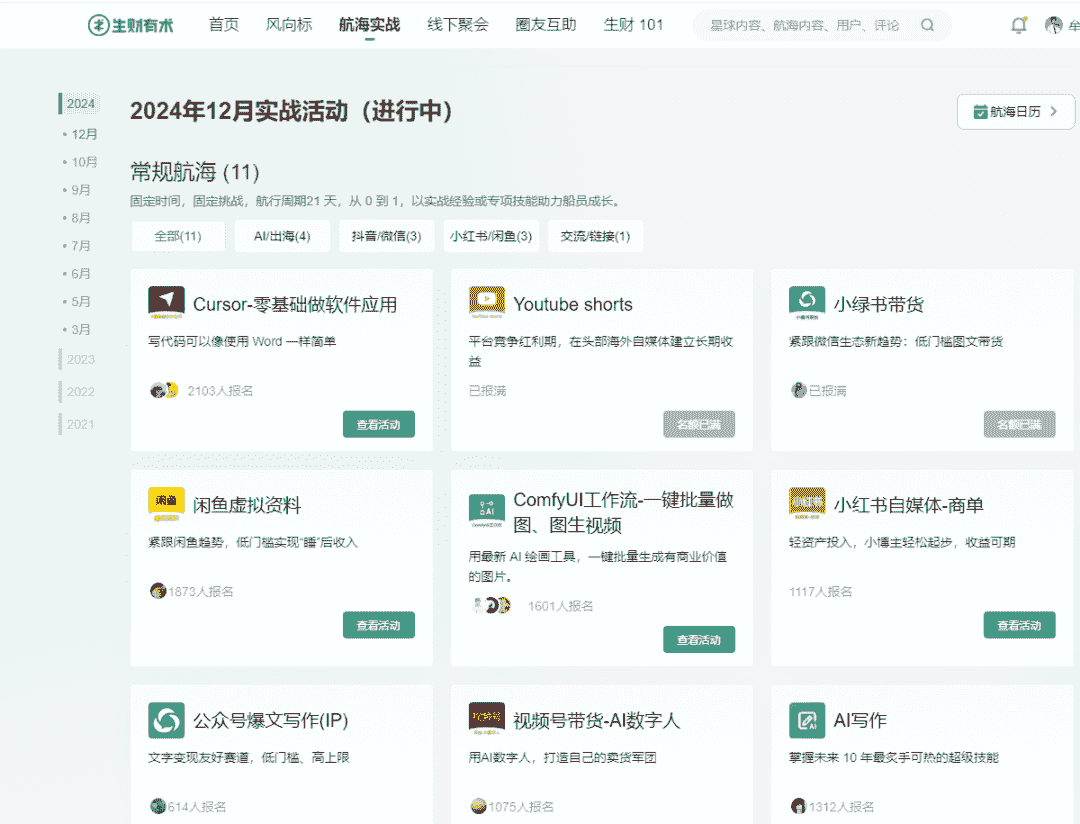 生财有术
首页
风向标
航海实战
线下聚会
圈友互助
生财 101
星球内容、航海内容、用户、评论
2024
12月
10月
9月
8月
7月
6月
5月
3月
2023
2022
2021
2024年12月实战活动（进行中）
航海日历
常规航海 (11)
固定时间，固定挑战，航行周期21 天，从 0 到 1，以实战经验或专项技能助力船员成长。
全部(11)
AI/出海(4)
抖音/微信(3)
小红书/闲鱼(3)
交流/链接(1)
Cursor-零基础做软件应用
写代码可以像使用 Word 一样简单
2103人报名
查看活动
Youtube shorts
平台竞争红利期，在头部海外自媒体建立长期收
益
已报满
名额已满
小绿书带货
紧跟微信生态新趋势：低门槛图文带货
已报满
名额已满
闲鱼
闲鱼虚拟资料
紧跟闲鱼趋势，低门槛实现“睡”后收入
1873人报名
查看活动
AI
ComfyUI工作流-一键批量做
图、图生视频
用最新 AI 绘画工具，一键批量生成有商业价值
的图片。
1601人报名
查看活动
小红书自媒体-商单
轻资产投入，小博主轻松起步，收益可期
1117人报名
查看活动
公众号爆文写作(IP)
文字变现友好赛道，低门槛、高上限
614人报名
视频号带货-AI数字人
用AI数字人，打造自己的卖货军团
1075人报名
AI
AI写作
掌握未来 10 年最炙手可热的超级技能
1312人报名